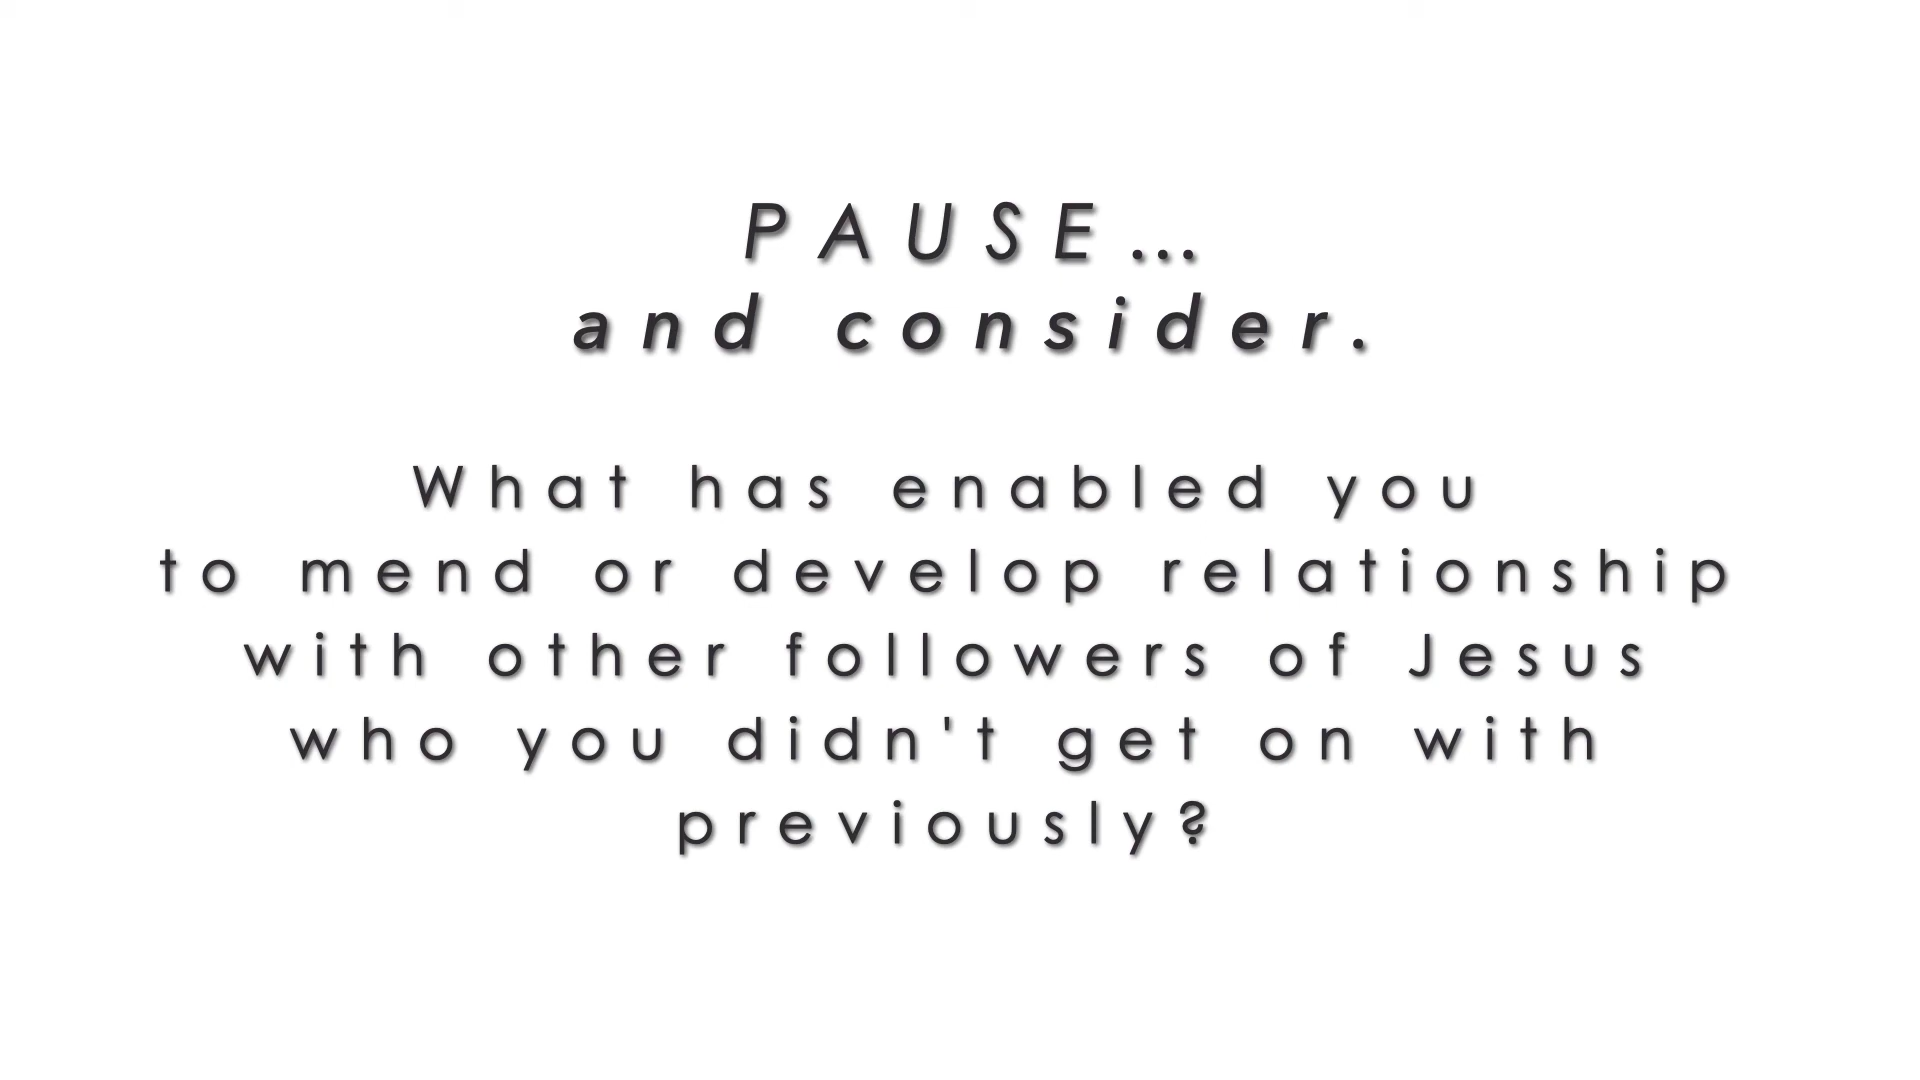 PAUSE...
and consider.
What has enabled you
to mend or develop relationship
with other followers of Jesus
who you didn't get on with
previously?